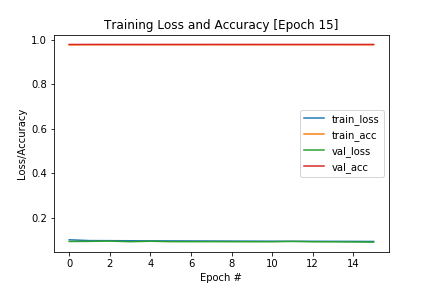 Training Loss and Accuracy [Epoch 15]
1.0
0.8
0.6
0.4
0.2
Loss/Accuracy
train_loss
train_acc
val_loss
val_acc
0 2 4 6 8 10 12 14
Epoch #